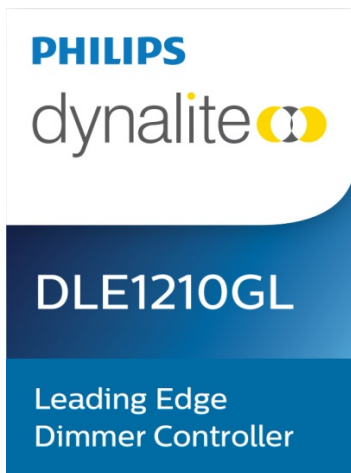 PHILIPS
dynalite
DLE1210GL
Leading Edge
Dimmer Controller